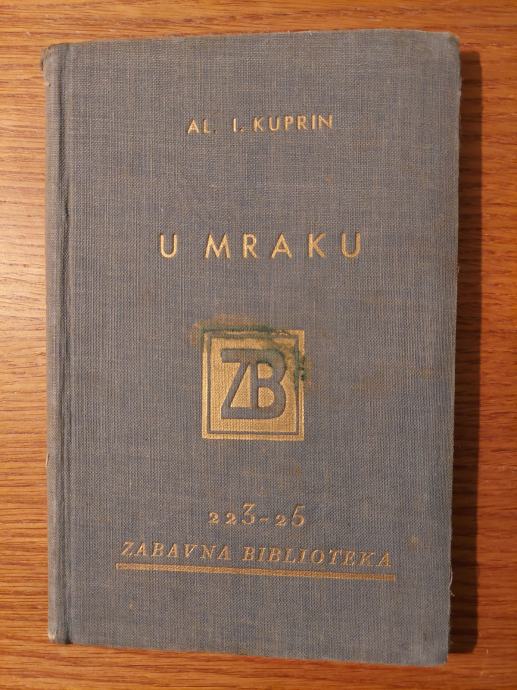 AL. I. KUPRIN
U MRAKU
ZB
223-25
ZABAVNA BIBLIOTEKA